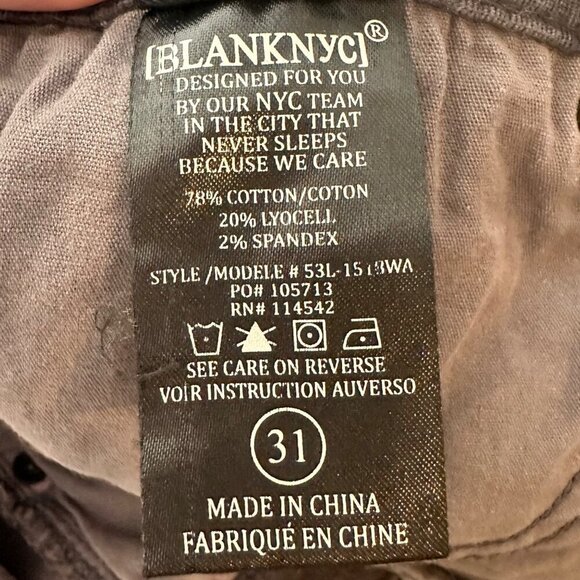 [BLANKNYC]®
DESIGNED FOR YOU
BY OUR NYC TEAM
IN THE CITY THAT
NEVER SLEEPS
BECAUSE WE CARE
78% COTTON/COTON
20% LYOCELL
2% SPANDEX
STYLE /MODELE #
PO# 105713
RN# 114542
SEE CARE ON REVERSE
VOIR INSTRUCTION AUVERSO
31
MADE IN CHINA
FABRIQUÉ EN CHINE